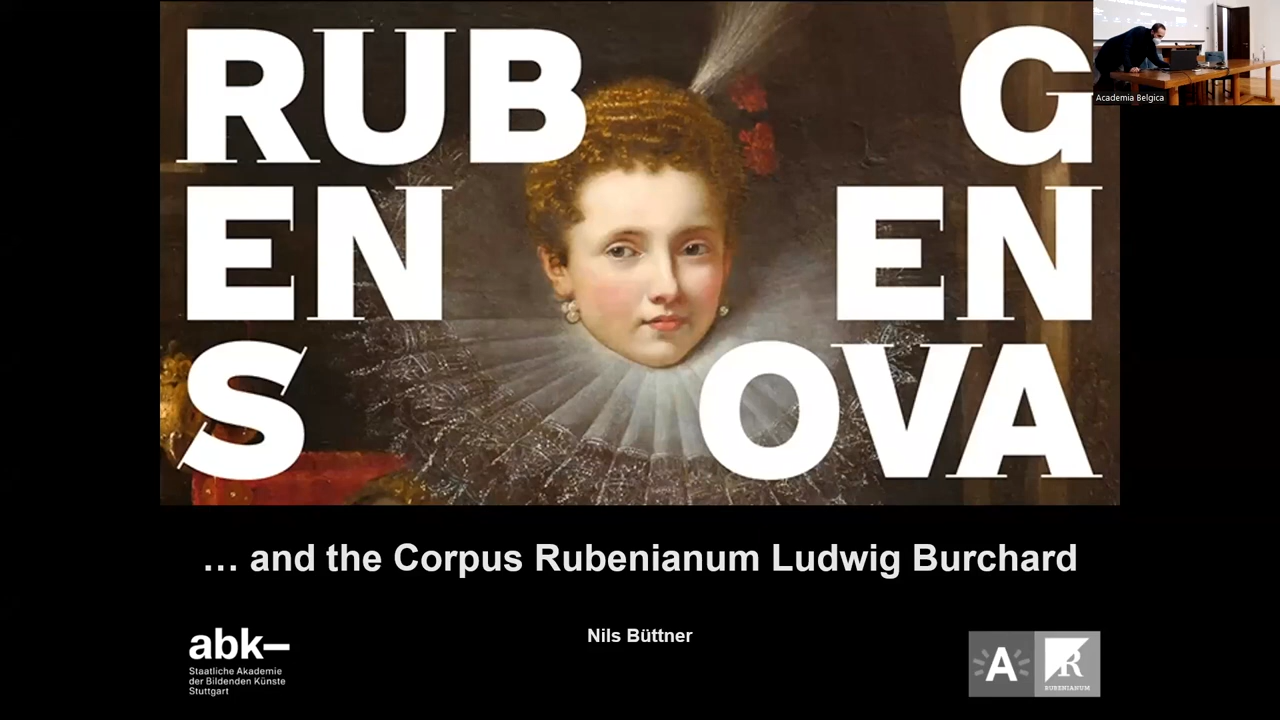 RUB G
EN EN
S OVA
Academia Belgica
… and the Corpus Rubenianum Ludwig Burchard
Nils Büttner
abk–
Staatliche Akademie
der Bildenden Künste
Stuttgart
A
R
RUBENIANUM